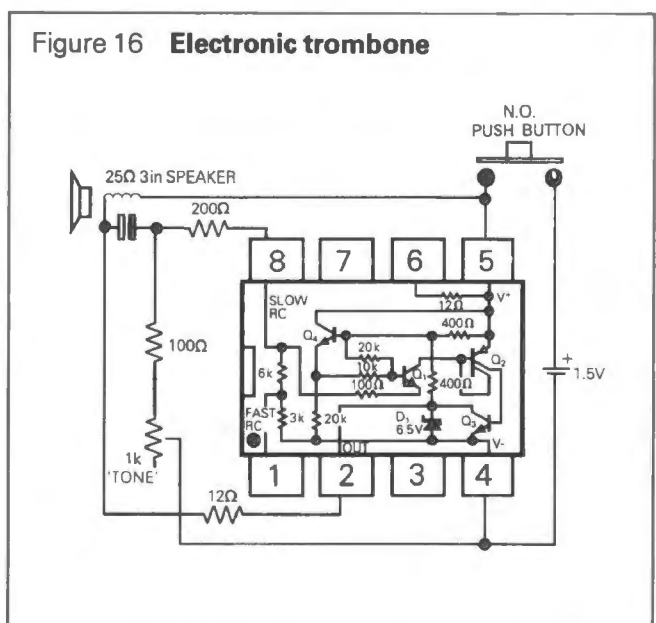 Figure 16 Electronic trombone
N.O.
PUSH BUTTON
25Ω 3in SPEAKER
200Ω
8
7
6
5
SLOW
RC
12Ω
V+
400Ω
Q4
20k
10k
Q1
Q2
100Ω
6k
100Ω
400Ω
+
1.5V
FAST
RC
3k
20k
D1
6.5V
Q3
OUT
V-
1k
'TONE'
1
2
3
4
12Ω